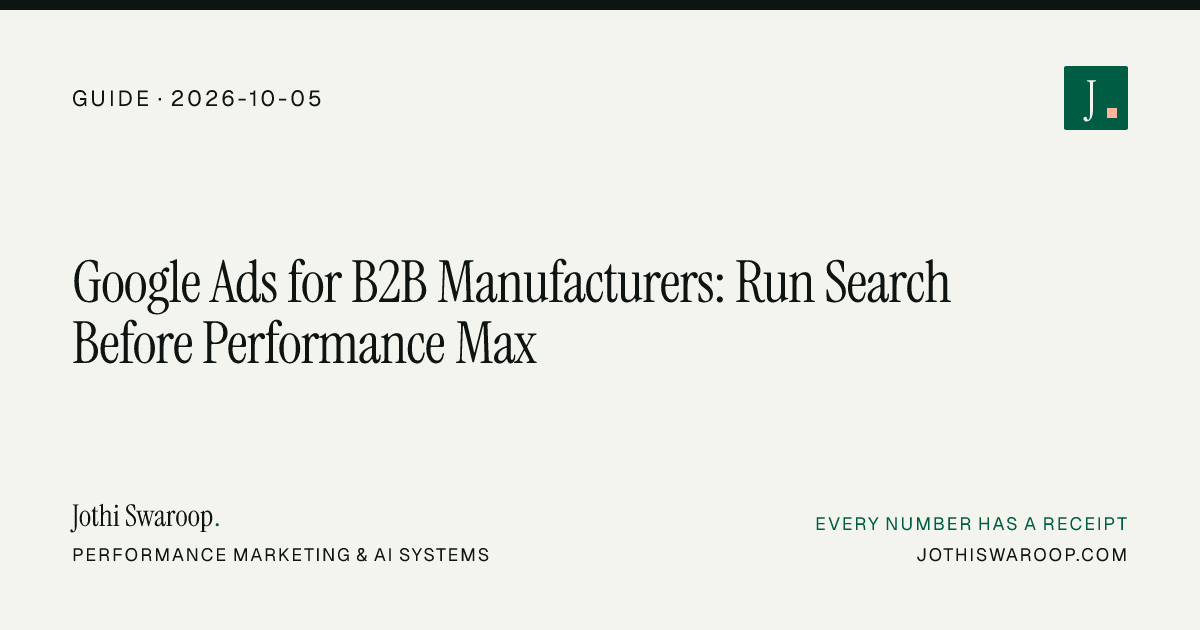 GUIDE · 2026-10-05
J.
Google Ads for B2B Manufacturers: Run Search
Before Performance Max
Jothi Swaroop.
PERFORMANCE MARKETING & AI SYSTEMS
EVERY NUMBER HAS A RECEIPT
JOTHISWAROOP.COM